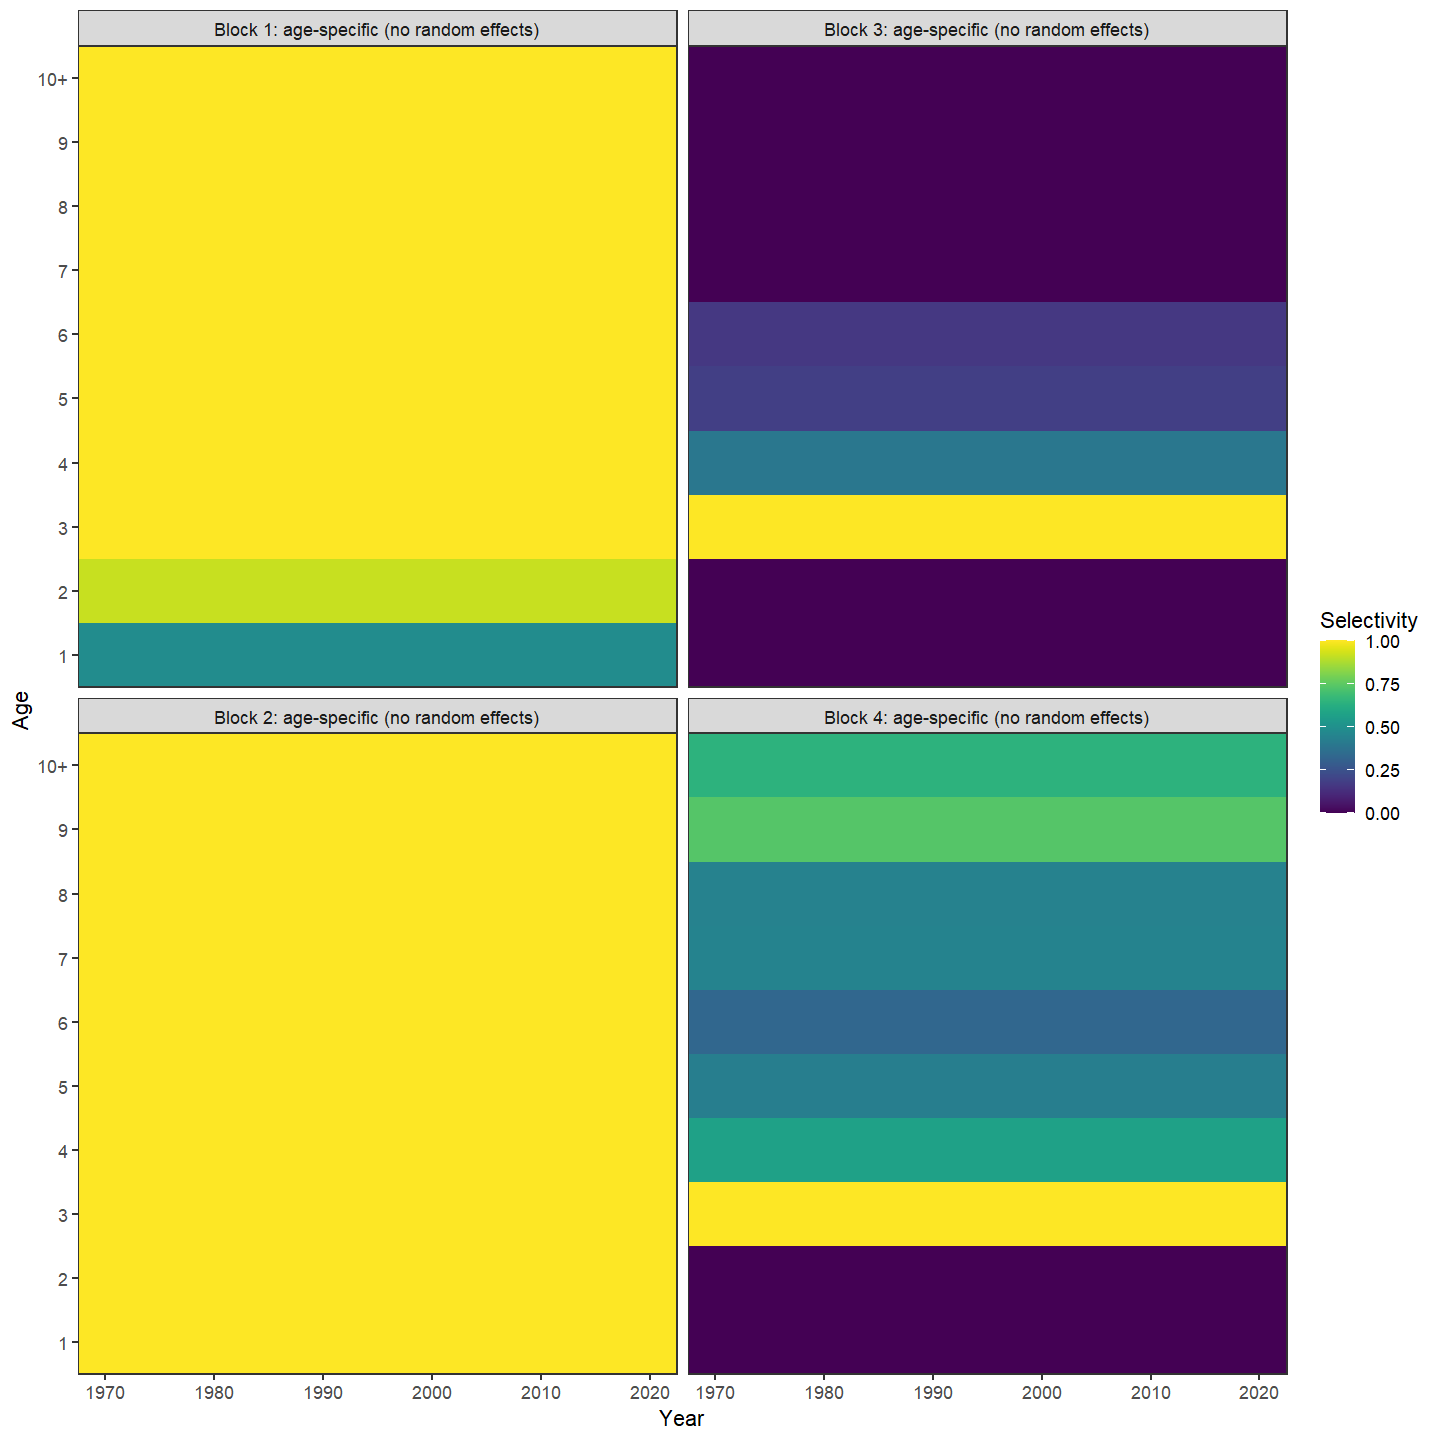 Block 1: age-specific (no random effects)
Block 3: age-specific (no random effects)
10+
9
8
7
6
5
4
3
2
1
Age
Block 2: age-specific (no random effects)
Block 4: age-specific (no random effects)
10+
9
8
7
6
5
4
3
2
1
1970 1980 1990 2000 2010 2020
1970 1980 1990 2000 2010 2020
Year
Selectivity
1.00
0.75
0.50
0.25
0.00